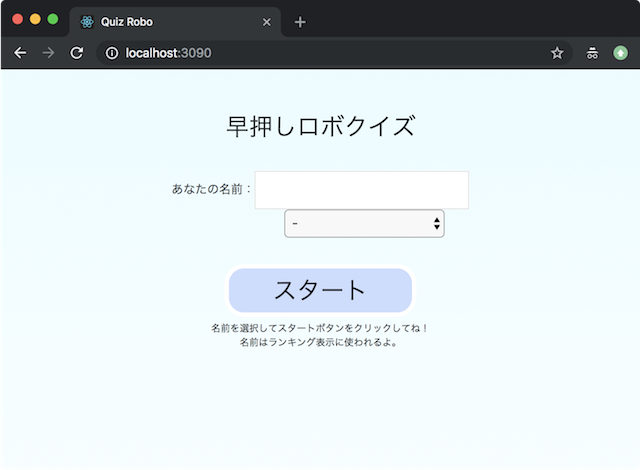 Quiz Robo
localhost:3090
早押しロボクイズ
あなたの名前：
-
スタート
名前を選択してスタートボタンをクリックしてね！
名前はランキング表示に使われるよ。